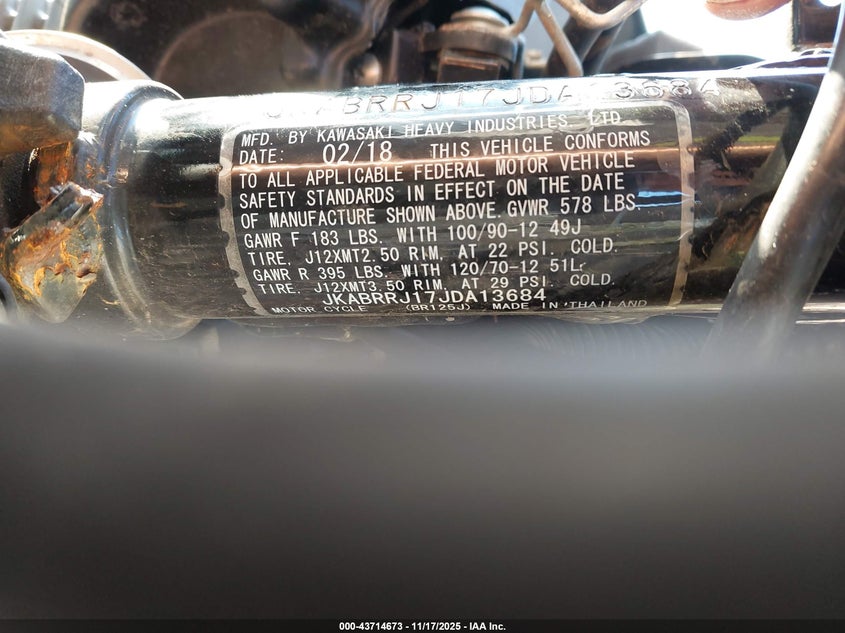 JKABRRJ17JDA13684
MFD. BY KAWASAKI HEAVY INDUSTRIES, LTD
DATE: 02/18 THIS VEHICLE CONFORMS
TO ALL APPLICABLE FEDERAL MOTOR VEHICLE
SAFETY STANDARDS IN EFFECT ON THE DATE
OF MANUFACTURE SHOWN ABOVE. GVWR 578 LBS.
GAWR F 183 LBS. WITH 100/90-12 49J
TIRE, J12XMT2.50 RIM, AT 22 PSI. COLD.
GAWR R 395 LBS. WITH 120/70-12 51L
TIRE, J12XMT3.50 RIM, AT 29 PSI. COLD.
JKABRRJ17JDA13684
MOTOR CYCLE (BR125J) MADE IN THAILAND
000-43714673 — 11/17/2025 — IAA Inc.